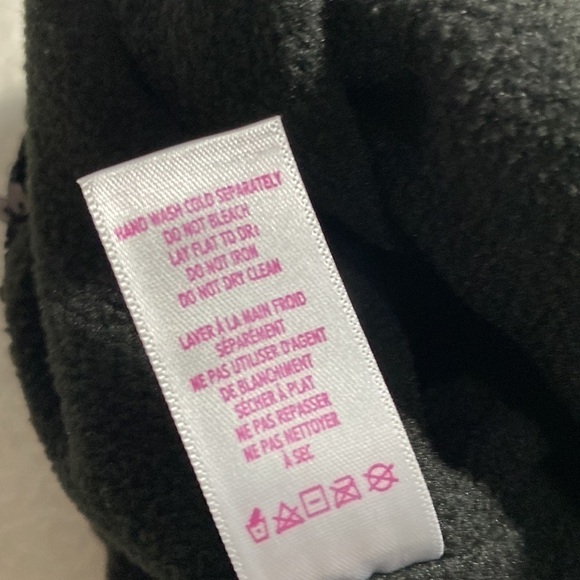 HAND WASH COLD SEPARATELY
DO NOT BLEACH
LAY FLAT TO DRY
DO NOT IRON
DO NOT DRY CLEAN
LAVER À LA MAIN FROID
SÉPARÉMENT
NE PAS UTILISER D'AGENT
DE BLANCHIMENT
SÉCHER À PLAT
NE PAS REPASSER
NE PAS NETTOYER
À SEC